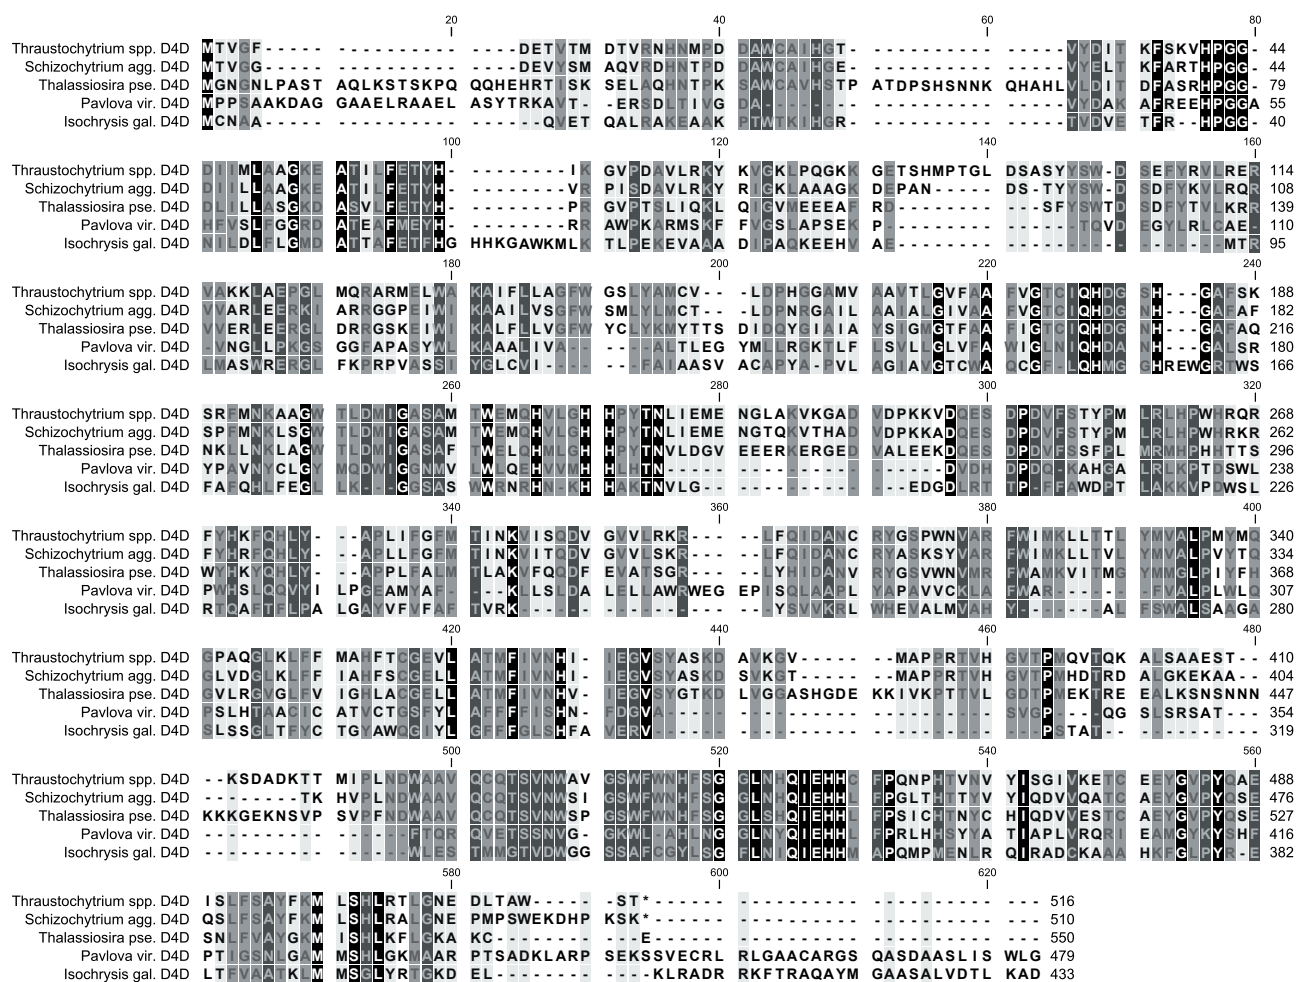 20 40 60 80
Thraustochytrium spp. D4D MTVGF----- ---------- ----DETVTM DTVRNHNMPD DAWCAIHGT- ---------- ------VYDIT KFSKVHPGG- 44
Schizochytrium agg. D4D MTVGG----- ---------- ----DEVYSM AQVRDHNTPD DAWCAIHGE- ---------- ------VYELT KFARTHPGG- 44
Thalassiosira pse. D4D MGNGNLPAST AQLKSTSKPQ QQHEHRTISK SELAQHNTPK SAWCAVHSTP ATDPSHSNNK QHAHLVLDIT DFASRHPGG- 79
Pavlova vir. D4D MPPSAAKDAG GAAELRAAEL ASYTRKAVT- -ERSDLTIVG DA-------- ---------- -----VYDAK AFREEHPGGA 55
Isochrysis gal. D4D MCNAA----- ---------- ------QVET QALRAKEAAK PTWTKIHGR- ---------- -----TVDVE TFR--HPGG- 40
100 120 140 160
Thraustochytrium spp. D4D DIIMLAAGKE ATILFETYH- --------IK GVPDAVLRKY KVGKLPQGKK GETSHMPTGL DSASYYSW-D SEFYRVLRER 114
Schizochytrium agg. D4D DIILLAAGKE ATILFETYH- --------VR PISDAVLRKY RIGKLAAAGK DEPAN----- DS-TYYSW-D SDFYKVLRQR 108
Thalassiosira pse. D4D DLILLASGKD ASVLFETYH- --------PR GVPTSLIQKL QIGVMEEEAF RD-------- ---SFYSWTD SDFYTVLKRR 139
Pavlova vir. D4D HFVSLFGGRD ATEAFMEYH- --------RR AWPKARMSKF FVGSLAPSEK P--------- ------TQVD EGYLRLCAE- 110
Isochrysis gal. D4D NILDLFLGMD ATTAFETFHG HHKGAWKMLK TLPEKEVAAA DIPAQKEEHV AE-------- ---------- -------MTR 95
180 200 220 240
Thraustochytrium spp. D4D VAKKLAEPGL MQRARMELWA KAIFLLAGFW GSLYAMCV-- -LDPHGGAMV AAVTLGVFAA FVGTCIQHDG SH---GAFSK 188
Schizochytrium agg. D4D VVARLEERKI ARRGGPEIWI KAAILVSGFW SMLYLMCT-- -LDPNRGAIL AAIALGIVAA FVGTCIQHDG NH---GAFAF 182
Thalassiosira pse. D4D VVERLEERGL DRRGSKEIWI KALFLLVGFW YCLYKMYTTS DIDQYGIAIA YSIGMGTFAA FIGTCIQHDG NH---GAFAQ 216
Pavlova vir. D4D -VNGLLPKGS GGFAPASYWL KAAALIVA-- --ALTLEG YMLLRGKTLF LSVLLGLVFA WIGLNIQHDA NH---GALSR 180
Isochrysis gal. D4D LMASWRERGL FKPRPVASSI YGLCVI---- --FAIAASV ACAPYA-PVL AGIAVGTCWA QCGF-LQHMG GHREWGRTWS 166
260 280 300 320
Thraustochytrium spp. D4D SRFMNKAAGW TLDMIGASAM TWEMQHVLGH HPYTNLIEME NGLAKVKGAD VDPKKVDQES DPDVFSTYPM LRLHPWHRQR 268
Schizochytrium agg. D4D SPFMNKLSGW TLDMIGASAM TWEMQHVLGH HPYTNLIEME NGTQKVTHAD VDPKKADQES DPDVFSTYPM LRLHPWHRKR 262
Thalassiosira pse. D4D NKLLNKLAGW TLDMIGASAF TWELQHMLGH HPYTNVLDGV EEERKERGED VALEEKDQES DPDVFSSFPL MRMHPHHTTS 296
Pavlova vir. D4D YPAVNYCLGY MQDWIGGNMV LWLQEHVVMH HLHTN----- ---------- -------DVDH DPDQ-KAHGA LRLKPTDSWL 238
Isochrysis gal. D4D FAFQHLFEGL LK---GGSAS WWRNRHN-KH HAKTNVLG-- ---------- ----EDGDLRT TP-FFAWDPT LAKKVPDWSL 226
340 360 380 400
Thraustochytrium spp. D4D FYHKFQHLY- --APLIFGFM TINKVISQDV GVVLRKR--- ---LFQIDANC RYGSPWNVAR FWIMKLLTTL YMVALPMYMQ 340
Schizochytrium agg. D4D FYHRFQHLY- --APLLFGFM TINKVITQDV GVVLSKR--- ---LFQIDANC RYASKSYVAR FWIMKLLTVL YMVALPVYTQ 334
Thalassiosira pse. D4D WYHKYQHLY- --APPLFALM TLAKVFQQDF EVATSGR--- ---LYHIDANV RYGSVWNVMR FWAMKVITMG YMMGLPIYFH 368
Pavlova vir. D4D PWHSLQQVYI LPGEAMYAF- ---KLLSLDA LELLAWRWEG EPISQLAAPL YAPAVVCKLA FWAR------ -FVALPLWLQ 307
Isochrysis gal. D4D RTQAFTFLPA LGAYVFVFAF TVRK------ ---------- ---YSVVKRL WHEVALMVAH Y------AL FSWALSAAGA 280
420 440 460 480
Thraustochytrium spp. D4D GPAQGLKLFF MAHFTCGEVL ATMFIVNHI- IEGVSYASKD AVKGV----- ---MAPPRTVH GVTPMQVTQK ALSAAEST-- 410
Schizochytrium agg. D4D GLVDGLKLFF IAHFSCGELL ATMFIVNHI- IEGVSYASKD SVKGT----- ---MAPPRTVH GVTPMHDTRD ALGKEKAA-- 404
Thalassiosira pse. D4D GVLRGVGLFV IGHLACGELL ATMFIVNHV- IEGVSYGTKD LVGGASHGDE KKIVKPTTVL GDTPMEKTRE EALKSNSNNN 447
Pavlova vir. D4D PSLHTAACIC ATVCTGSFYL AFFFFISHN- FDGVA----- ---------- ---------- SVGP---QG SLSRSAT--- 354
Isochrysis gal. D4D SLSSGLTFYC TGYAWQGIYL GFFFGLSHFA VERV------ ---------- ---------- ---PSTAT-- ---------- 319
500 520 540 560
Thraustochytrium spp. D4D --KSDADKTT MIPLNDWAAV QCQTSVNWAV GSWFWNHFSG GLNHQIEHHC FPQNPHTVNV YISGIVKETC EEYGVPYQAE 488
Schizochytrium agg. D4D --------TK HVPLNDWAAV QCQTSVNWSI GSWFWNHFSG GLNHQIEHHL FPGLTHTTYV YIQDVVQATC AEYGVPYQSE 476
Thalassiosira pse. D4D KKKGEKNSVP SVPFNDWAAV QCQTSVNWSP GSWFWNHFSG GLSHQIEHHL FPSICHTNYC HIQDVVESTC AEYGVPYQSE 527
Pavlova vir. D4D ---------- ------FTQR QVETSSNVG- GKWL-AHLNG GLNYQIEHHL FPRLHHSYYA TIAPLVRQRI EAMGYKYSHF 416
Isochrysis gal. D4D ---------- ------WLES TMMGTVDWGG SSAFCGYLSG FLNIQIEHHM APQMPMENLR QIRADCKAAA HKFGLPYR-E 382
580 600 620
Thraustochytrium spp. D4D ISLFSAYFKM LSHLRTLGNE DLTAW----- --ST* ---------- ---------- --- 516
Schizochytrium agg. D4D QSLFSAYFKM LSHLRALGNE PMPSWEKDHP KSK* ---------- ---------- --- 510
Thalassiosira pse. D4D SNLFVAYGKM ISHLKFLGKA KC-------- ---E------ ---------- ---------- --- 550
Pavlova vir. D4D PTIGSNLGAM MSHLGKMAAR PTSADKLARP SEKSSVECRL RLGAACARGS QASDAASLIS WLG 479
Isochrysis gal. D4D LTFVAATKLM MSGLYRTGKD EL-------- ---KLRADR RKFTRAQAYM GAASALVDTL KAD 433